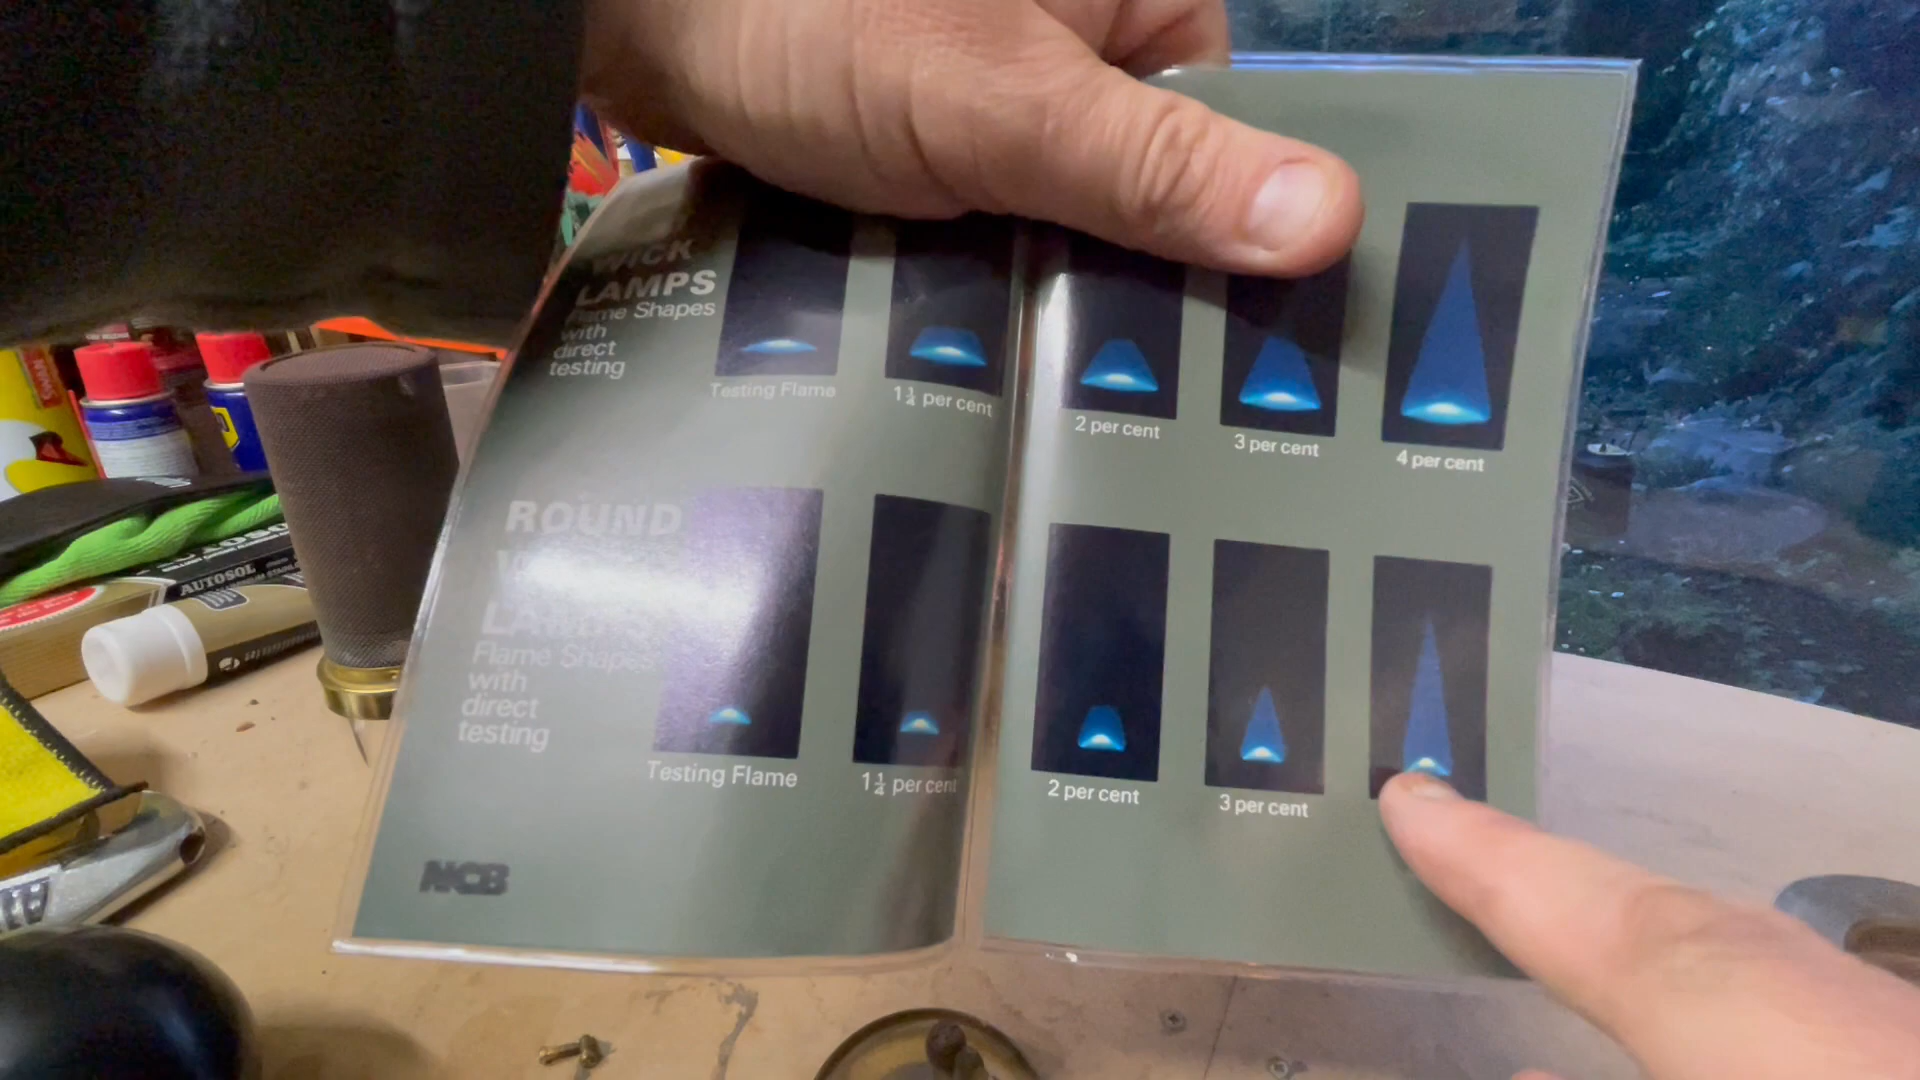 WICK
LAMPS
Flame Shapes
with
direct
testing
Testing Flame
1¼ per cent
2 per cent
3 per cent
4 per cent
ROUND
LAMPS
Flame Shapes
with
direct
testing
Testing Flame
1¼ per cent
2 per cent
3 per cent
NCB
AUTOSOL